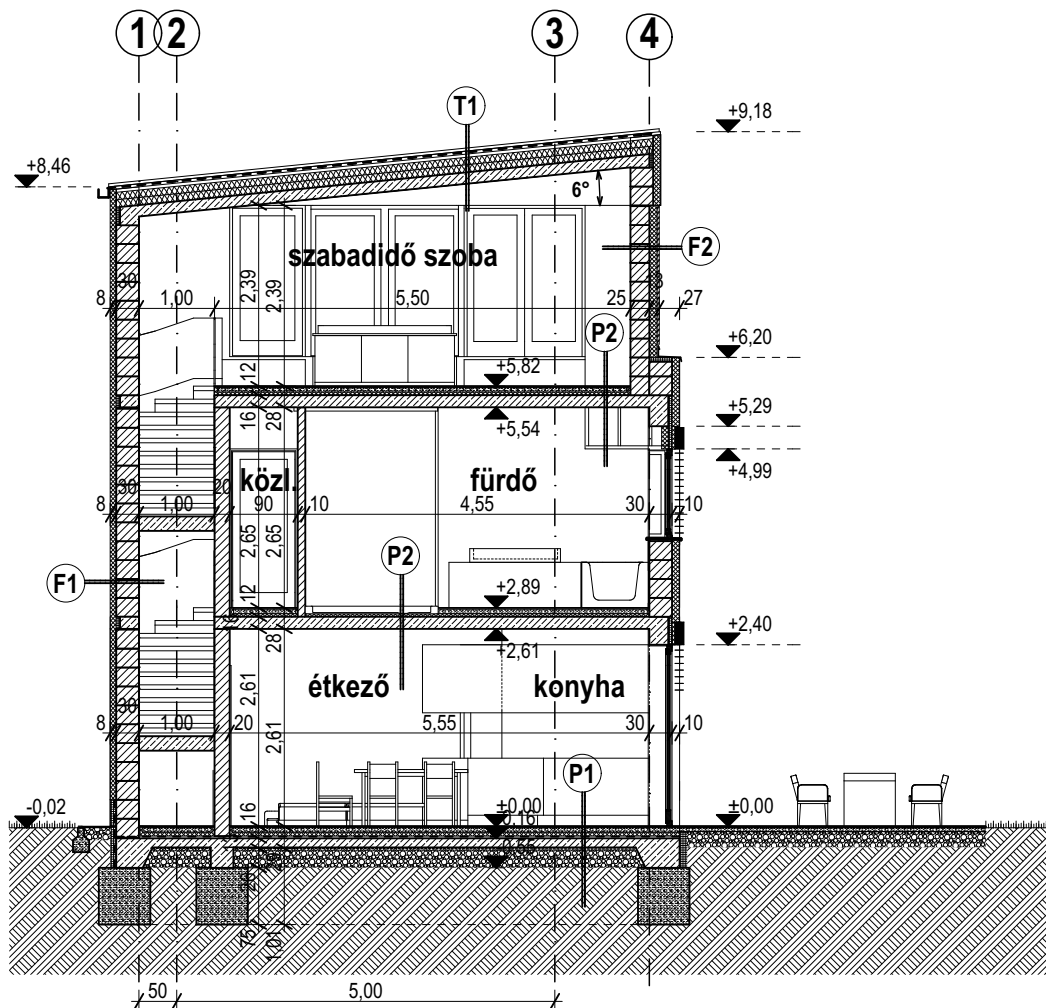 1 2 3 4
T1
+9,18
+8,46
6°
szabadidő szoba
F2
2,39
2,39
8 30 1,00 5,50 25 8 27
P2
+6,20
12
+5,82
+5,29
16 28
+5,54
+4,99
közl. fürdő
8 30 1,00 20 90 10 4,55 30 10
2,65 2,65
P2
F1
12
+2,89
16
28
+2,61
+2,40
étkező konyha
2,61
2,61
8 30 1,00 20 5,55 30 10
P1
-0,02
16
±0,00
±0,00
-0,16
-0,55
75
1,01
50 5,00